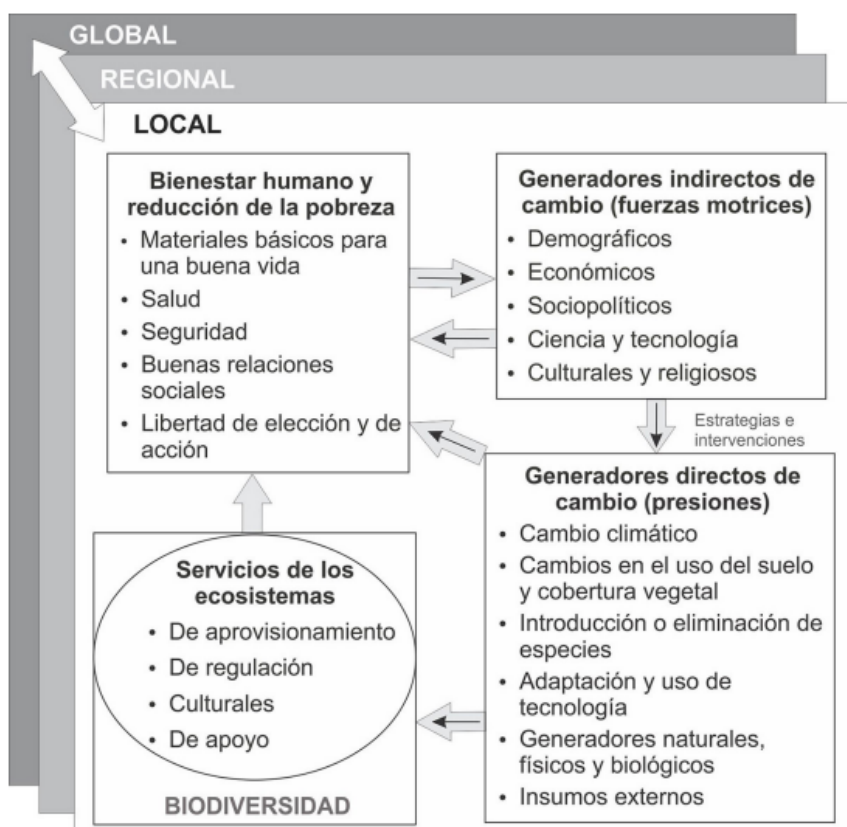 GLOBAL
REGIONAL
LOCAL
Bienestar humano y
reducción de la pobreza
• Materiales básicos para
una buena vida
• Salud
• Seguridad
• Buenas relaciones
sociales
• Libertad de elección y de
acción
Generadores indirectos de
cambio (fuerzas motrices)
• Demográficos
• Económicos
• Sociopolíticos
• Ciencia y tecnología
• Culturales y religiosos
Estrategias e
intervenciones
Generadores directos de
cambio (presiones)
• Cambio climático
• Cambios en el uso del suelo
y cobertura vegetal
• Introducción o eliminación de
especies
• Adaptación y uso de
tecnología
• Generadores naturales,
físicos y biológicos
• Insumos externos
Servicios de los
ecosistemas
• De aprovisionamiento
• De regulación
• Culturales
• De apoyo
BIODIVERSIDAD